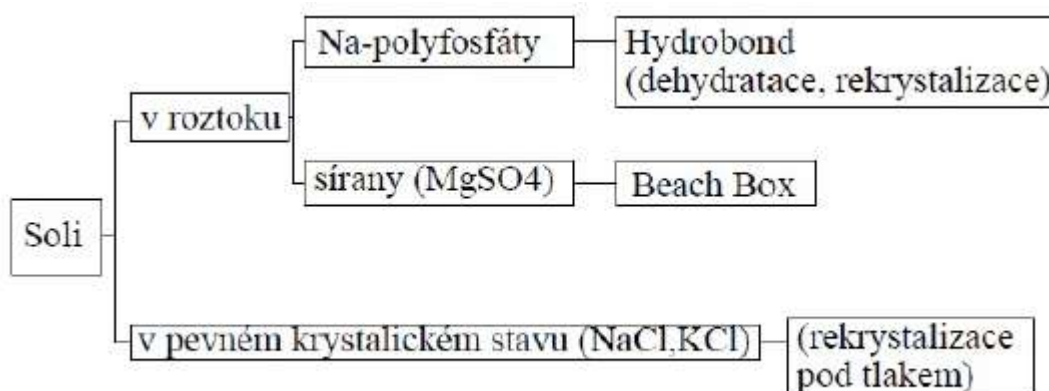 Na-polyfosfáty
Hydrobond
(dehydratace, rekrystalizace)
v roztoku
sírany (MgSO4)
Beach Box
Soli
v pevném krystalickém stavu (NaCl,KCl)
(rekrystalizace
pod tlakem)